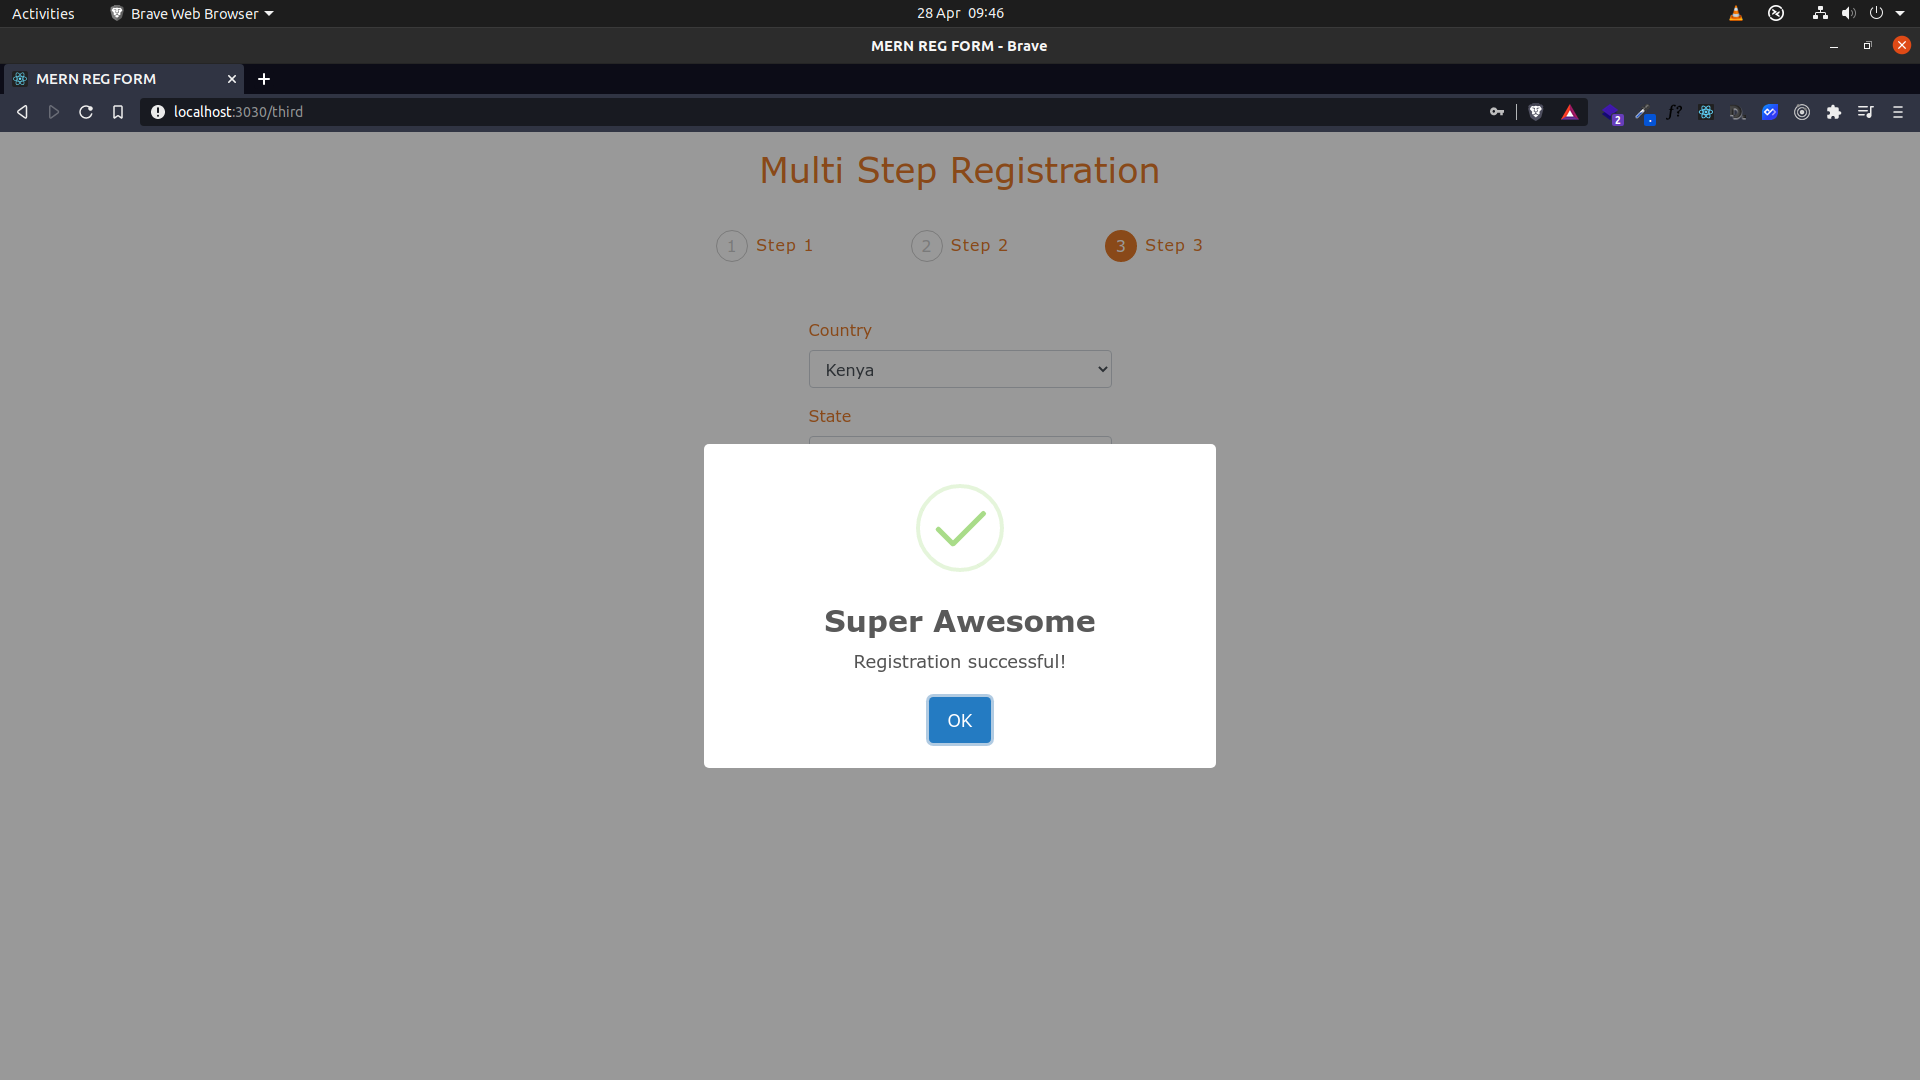 Activities
Brave Web Browser
28 Apr 09:46
MERN REG FORM - Brave
MERN REG FORM
localhost:3030/third
2
f?
Multi Step Registration
1 Step 1
2 Step 2
3 Step 3
Country
Kenya
State
Super Awesome
Registration successful!
OK